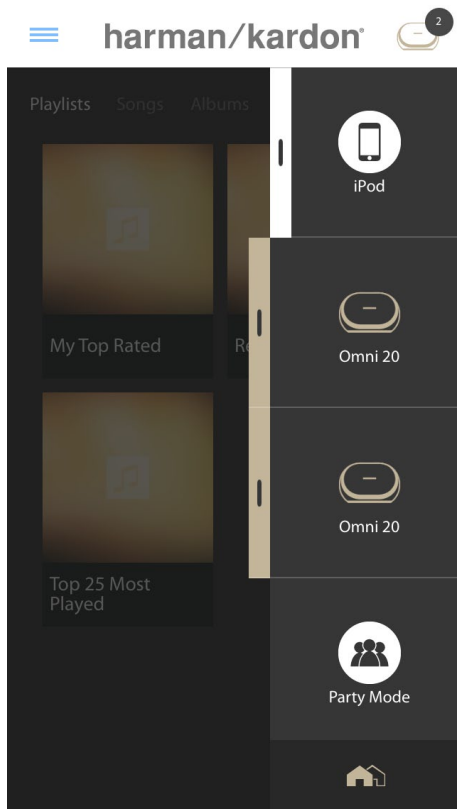 harman/kardon
2
Playlists Songs Albums
iPod
My Top Rated
Re
Omni 20
Omni 20
Top 25 Most
Played
Party Mode